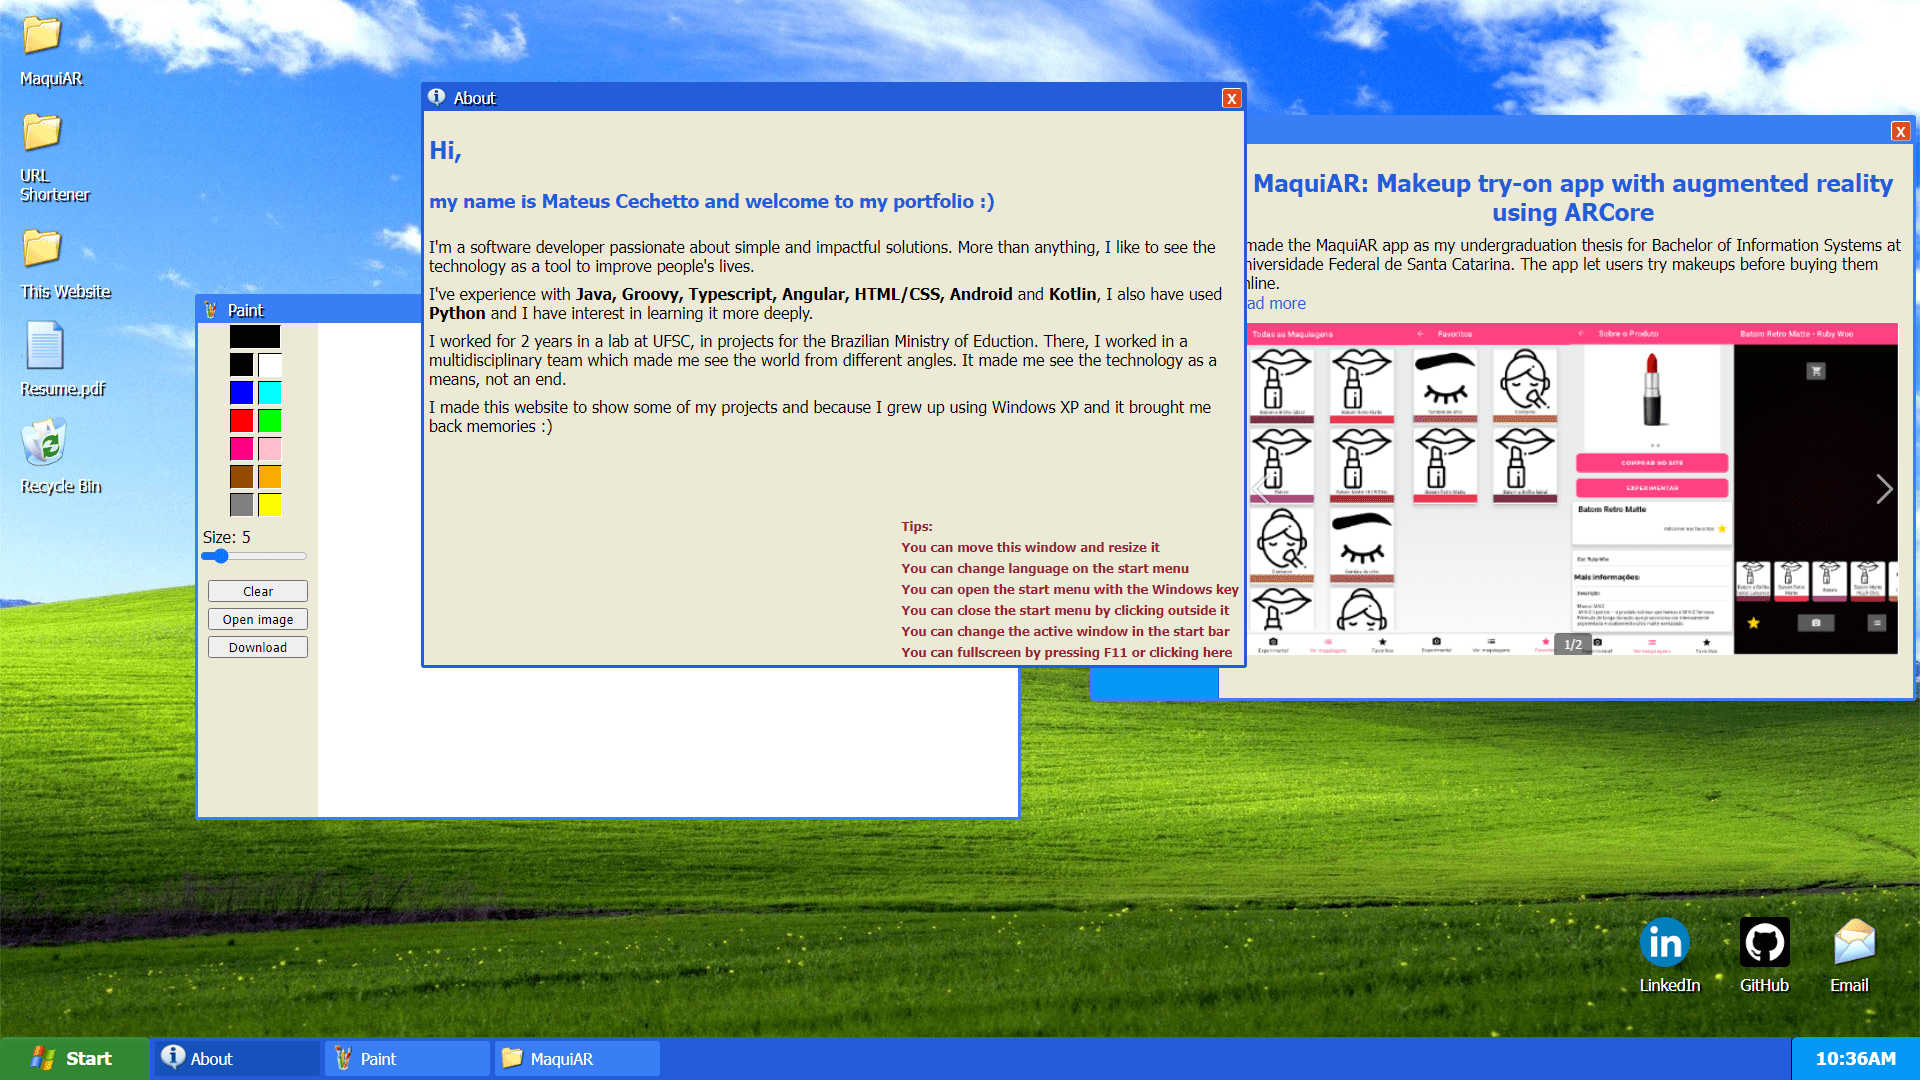 MaquiAR
URL
Shortener
This Website
Resume.pdf
Recycle Bin
Paint
Size: 5
Clear
Open image
Download
About
X
Hi,
my name is Mateus Cechetto and welcome to my portfolio :)
I'm a software developer passionate about simple and impactful solutions. More than anything, I like to see the
technology as a tool to improve people's lives.
I've experience with Java, Groovy, Typescript, Angular, HTML/CSS, Android and Kotlin, I also have used
Python and I have interest in learning it more deeply.
I worked for 2 years in a lab at UFSC, in projects for the Brazilian Ministry of Eduction. There, I worked in a
multidisciplinary team which made me see the world from different angles. It made me see the technology as a
means, not an end.
I made this website to show some of my projects and because I grew up using Windows XP and it brought me
back memories :)
Tips:
You can move this window and resize it
You can change language on the start menu
You can open the start menu with the Windows key
You can close the start menu by clicking outside it
You can change the active window in the start bar
You can fullscreen by pressing F11 or clicking here
X
MaquiAR: Makeup try-on app with augmented reality
using ARCore
made the MaquiAR app as my undergraduation thesis for Bachelor of Information Systems at
niversidade Federal de Santa Catarina. The app let users try makeups before buying them
nline.
ad more
Todas as Maquiagens
Favoritos
Sobre o Produto
Batom Retro Matte - Ruby Woo
COMPRAR NO SITE
EXPERIMENTAR
Batom Retro Matte
Adicionar aos favoritos
Cor: Ruby Woo
Mais informações:
Descrição:
1/2
LinkedIn
GitHub
Email
Start
About
Paint
MaquiAR
10:36AM